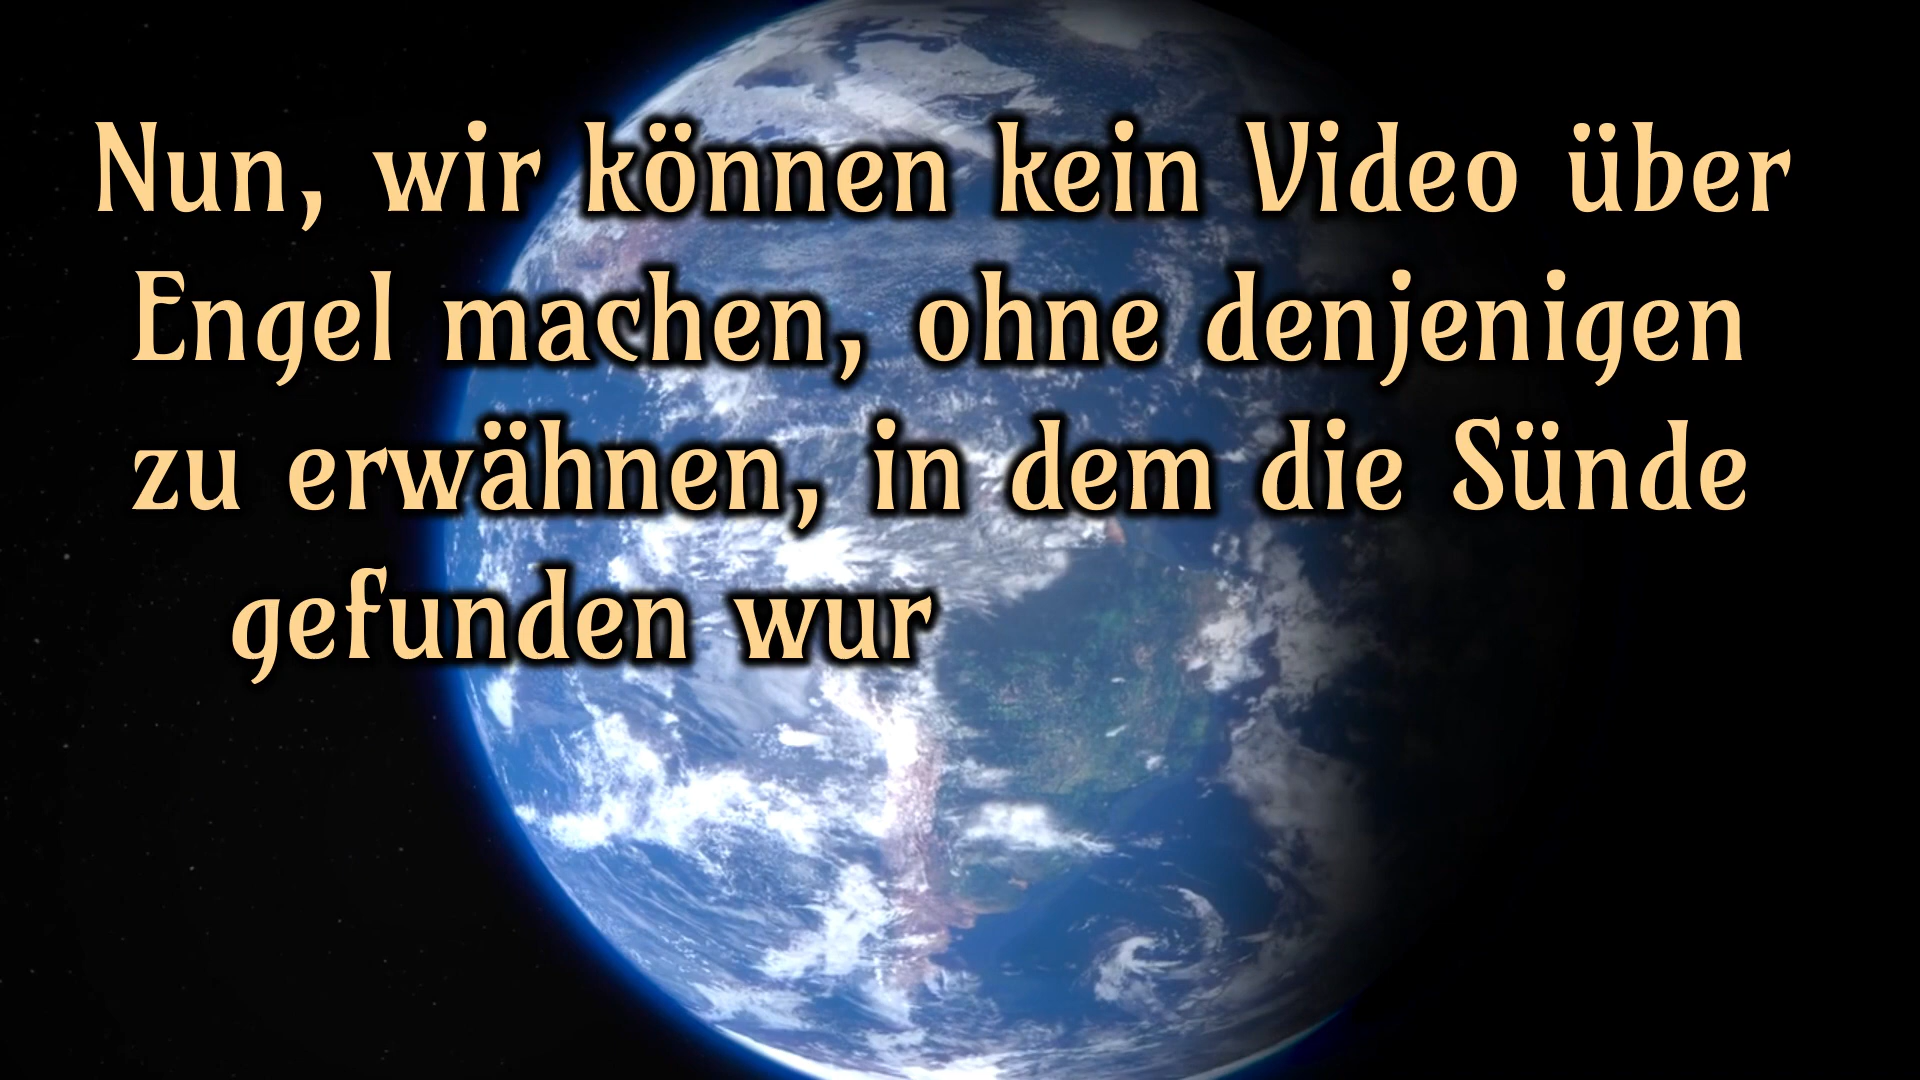 Nun, wir können kein Video über
Engel machen, ohne denjenigen
zu erwähnen, in dem die Sünde
gefunden wur